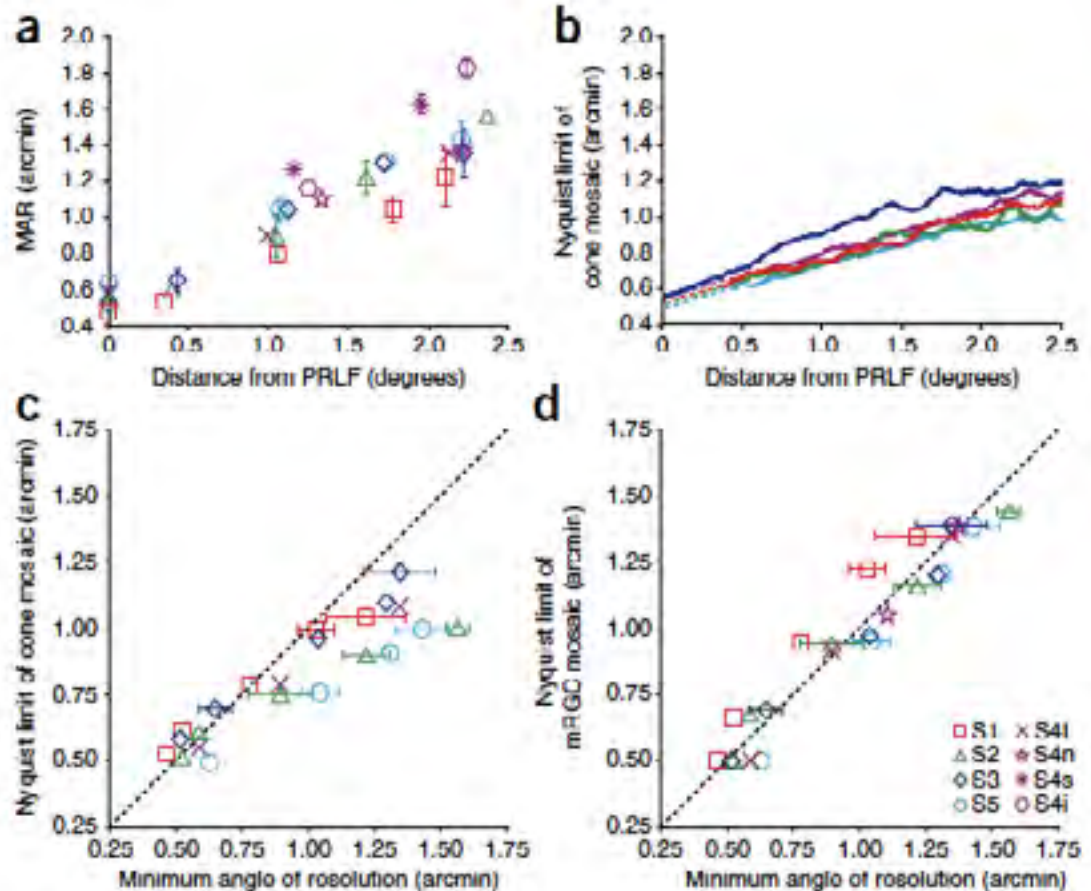 a
MAR (arcmin)
2.0
1.8
1.6
1.4
1.2
1.0
0.8
0.6
0.4
0 0.5 1.0 1.5 2.0 2.5
Distance from PRLF (degrees)
b
Nyquist limit of
cone mosaic (arcmin)
2.0
1.8
1.6
1.4
1.2
1.0
0.8
0.6
0.4
0 0.5 1.0 1.5 2.0 2.5
Distance from PRLF (degrees)
c
Nyquist limit of cone mosaic (arcmin)
1.75
1.50
1.25
1.00
0.75
0.50
0.25
0.25 0.50 0.75 1.00 1.25 1.50 1.75
Minimum angle of resolution (arcmin)
d
Nyquist limit of
mRGC mosaic (arcmin)
1.75
1.50
1.25
1.00
0.75
0.50
0.25
S1 S4l
S2 S4n
S3 S4s
S5 S4i
0.25 0.50 0.75 1.00 1.25 1.50 1.75
Minimum angle of resolution (arcmin)